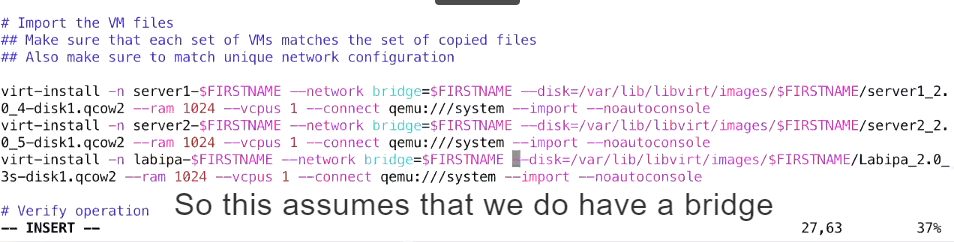 # Import the VM files
## Make sure that each set of VMs matches the set of copied files
## Also make sure to match unique network configuration
virt-install -n server1-$FIRSTNAME --network bridge=$FIRSTNAME --disk=/var/lib/libvirt/images/$FIRSTNAME/server1_2.
0_4-disk1.qcow2 --ram 1024 --vcpus 1 --connect qemu:///system --import --noautoconsole
virt-install -n server2-$FIRSTNAME --network bridge=$FIRSTNAME --disk=/var/lib/libvirt/images/$FIRSTNAME/server2_2.
0_5-disk1.qcow2 --ram 1024 --vcpus 1 --connect qemu:///system --import --noautoconsole
virt-install -n labipa-$FIRSTNAME --network bridge=$FIRSTNAME --disk=/var/lib/libvirt/images/$FIRSTNAME/Labipa_2.0_
3s-disk1.qcow2 --ram 1024 --vcpus 1 --connect qemu:///system --import --noautoconsole
# Verify operation
So this assumes that we do have a bridge
-- INSERT -- 27,63 37%